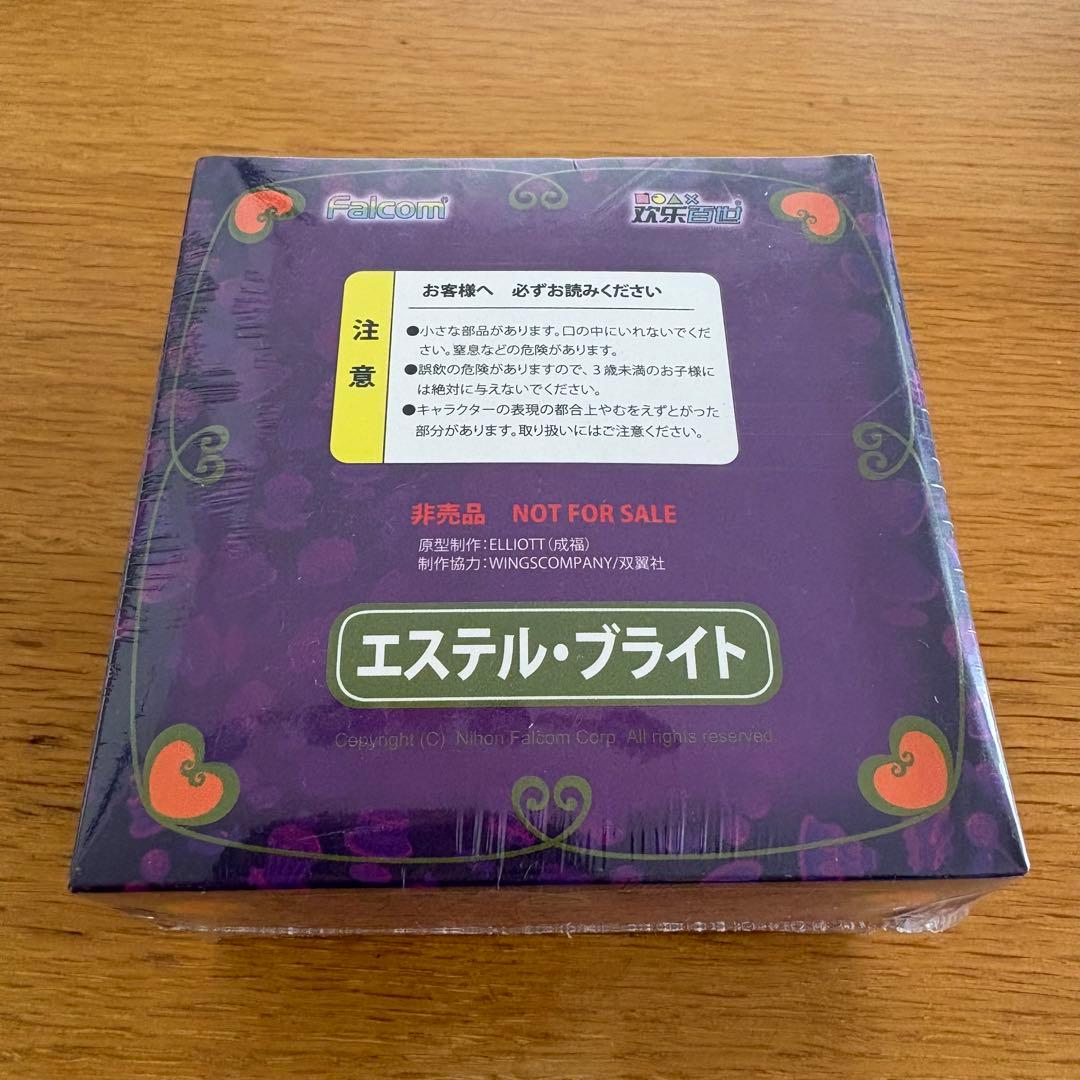 Falcom
欢乐百世
注意
お客様へ 必ずお読みください
●小さな部品があります。口の中にいれないでくだ
さい。窒息などの危険があります。
●誤飲の危険がありますので、3歳未満のお子様に
は絶対に与えないでください。
●キャラクターの表現の都合上やむをえずとがった
部分があります。取り扱いにはご注意ください。
非売品 NOT FOR SALE
原型制作：ELLIOTT（成福）
制作協力：WINGSCOMPANY/双翼社
エステル・ブライト
Copyright (C) Nihon Falcom Corp. All rights reserved.